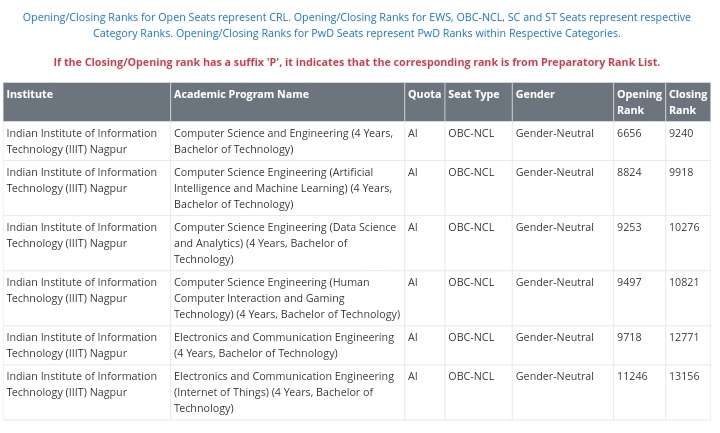 Opening/Closing Ranks for Open Seats represent CRL. Opening/Closing Ranks for EWS, OBC-NCL, SC and ST Seats represent respective
Category Ranks. Opening/Closing Ranks for PwD Seats represent PwD Ranks within Respective Categories.
If the Closing/Opening rank has a suffix 'P', it indicates that the corresponding rank is from Preparatory Rank List.
Institute Academic Program Name Quota Seat Type Gender Opening Closing
Rank Rank
Indian Institute of Information Computer Science and Engineering (4 Years, AI OBC-NCL Gender-Neutral 6656 9240
Technology (IIIT) Nagpur Bachelor of Technology)
Indian Institute of Information Computer Science Engineering (Artificial AI OBC-NCL Gender-Neutral 8824 9918
Technology (IIIT) Nagpur Intelligence and Machine Learning) (4 Years,
Bachelor of Technology)
Indian Institute of Information Computer Science Engineering (Data Science AI OBC-NCL Gender-Neutral 9253 10276
Technology (IIIT) Nagpur and Analytics) (4 Years, Bachelor of
Technology)
Indian Institute of Information Computer Science Engineering (Human AI OBC-NCL Gender-Neutral 9497 10821
Technology (IIIT) Nagpur Computer Interaction and Gaming
Technology) (4 Years, Bachelor of Technology)
Indian Institute of Information Electronics and Communication Engineering AI OBC-NCL Gender-Neutral 9718 12771
Technology (IIIT) Nagpur (4 Years, Bachelor of Technology)
Indian Institute of Information Electronics and Communication Engineering AI OBC-NCL Gender-Neutral 11246 13156
Technology (IIIT) Nagpur (Internet of Things) (4 Years, Bachelor of
Technology)